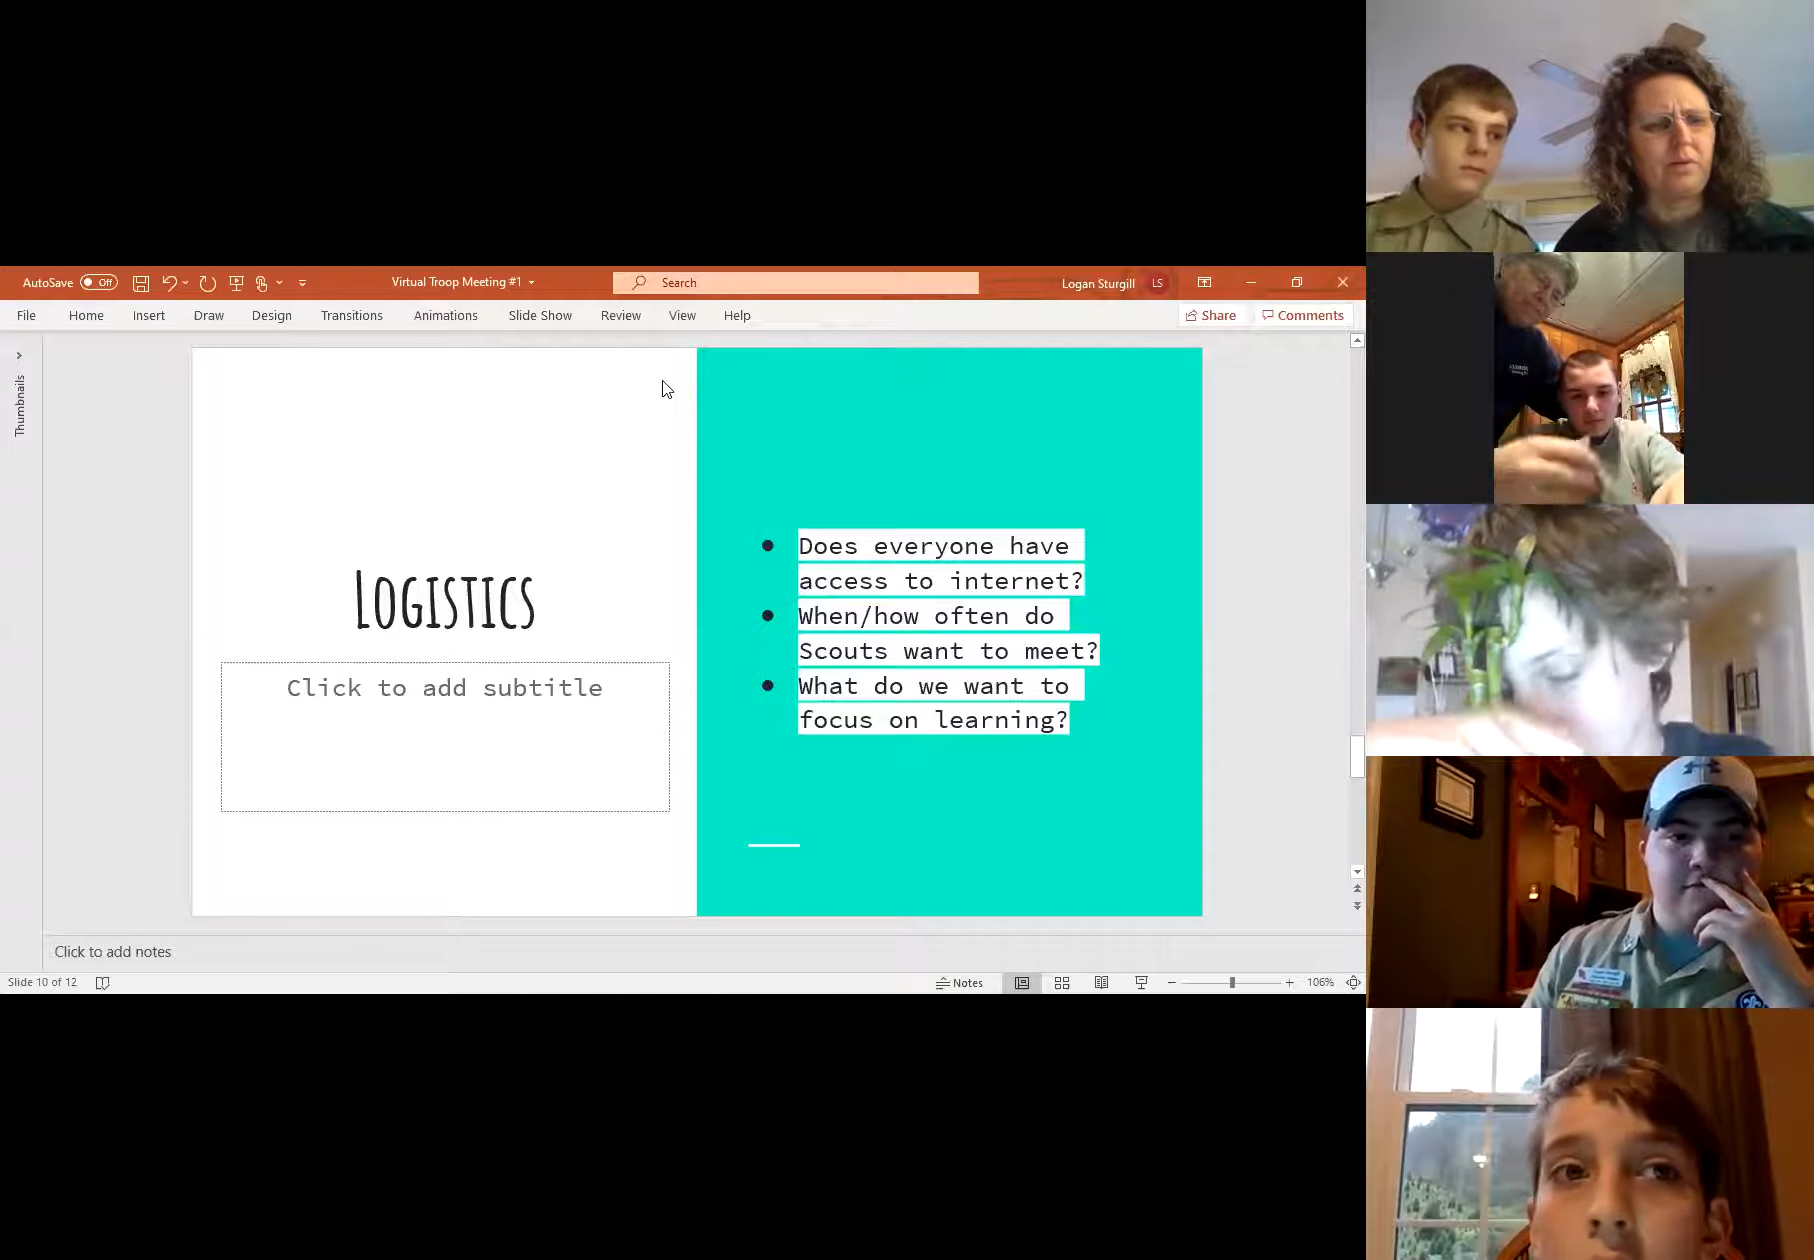 AutoSave Off Virtual Troop Meeting #1 Search Logan Sturgill LS
File Home Insert Draw Design Transitions Animations Slide Show Review View Help Share Comments
Thumbnails
LOGISTICS
Click to add subtitle
Does everyone have
access to internet?
When/how often do
Scouts want to meet?
What do we want to
focus on learning?
Click to add notes
Slide 10 of 12 Notes 106%